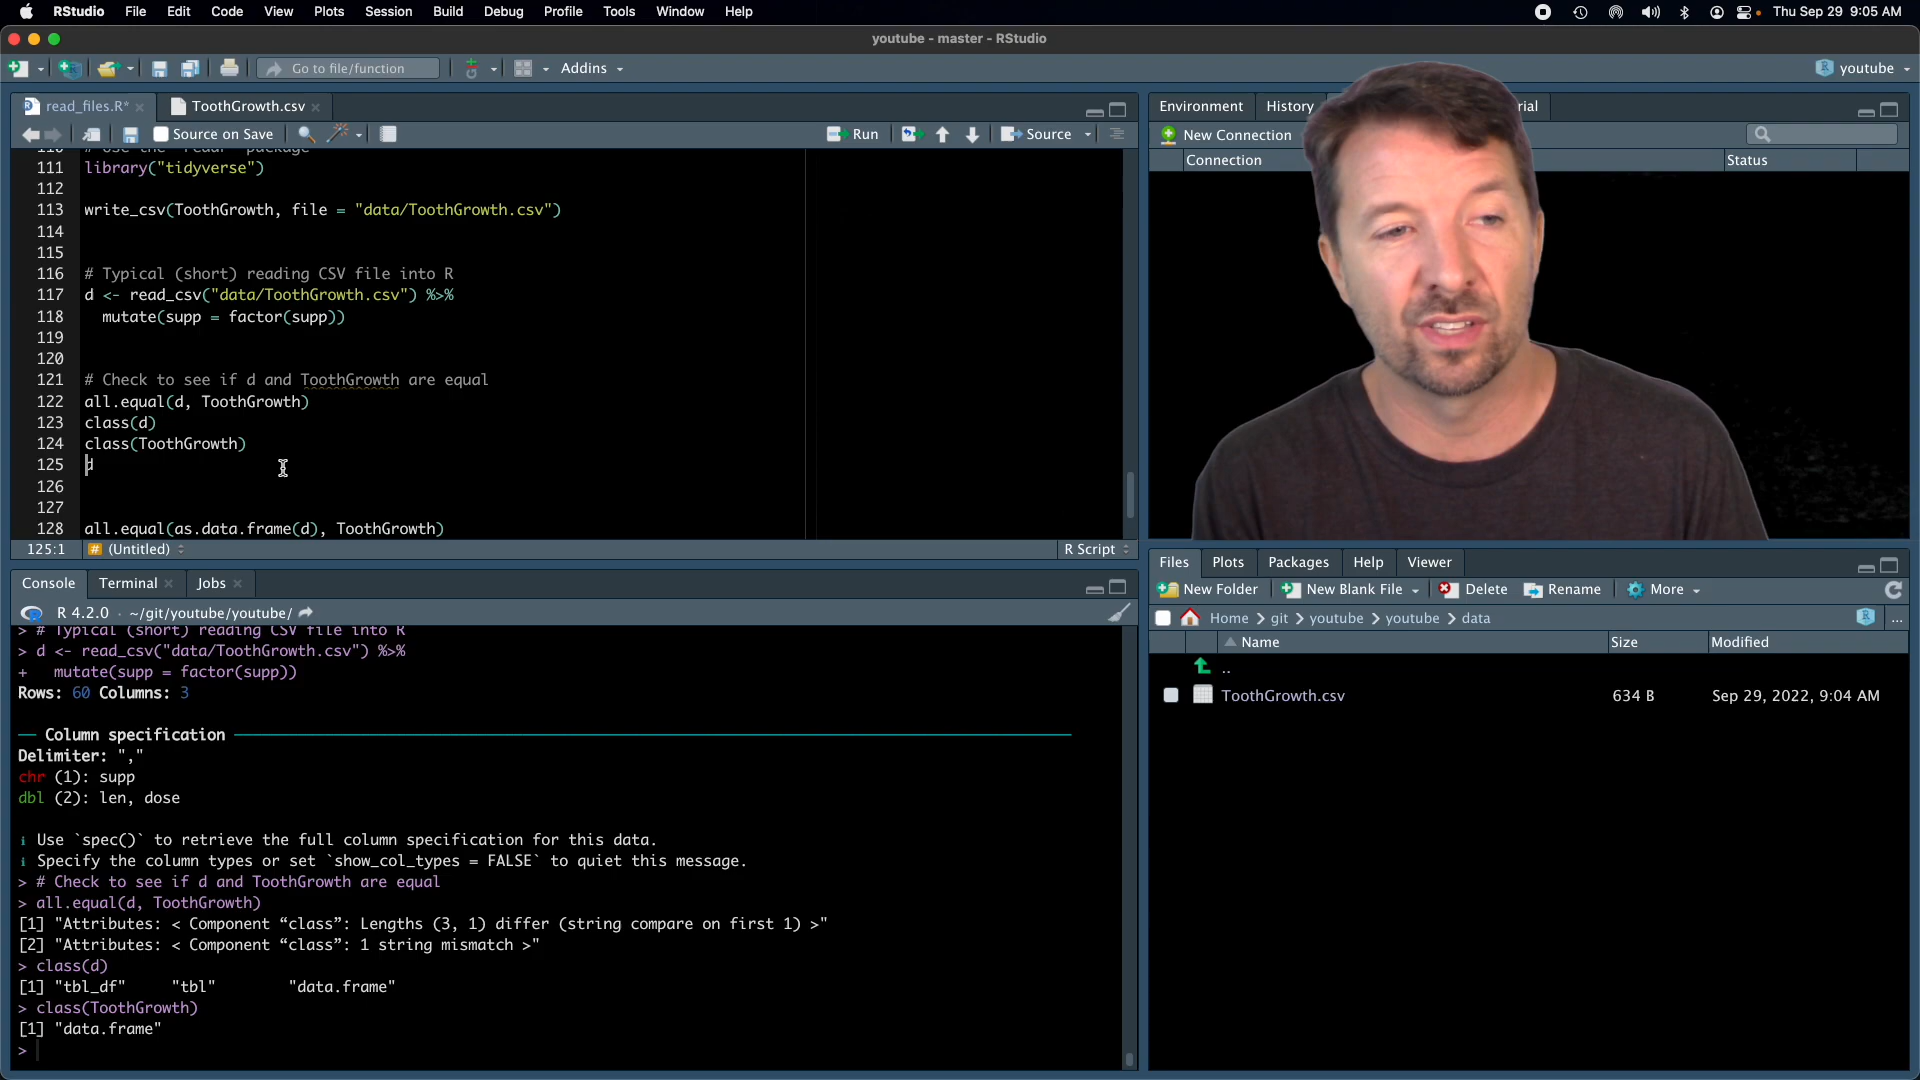 RStudio File Edit Code View Plots Session Build Debug Profile Tools Window Help Thu Sep 29 9:05 AM
youtube - master - RStudio
Go to file/function Addins youtube
read_files.R* ToothGrowth.csv
Source on Save Run Source
111 library("tidyverse")
112
113 write_csv(ToothGrowth, file = "data/ToothGrowth.csv")
114
115
116 # Typical (short) reading CSV file into R
117 d <- read_csv("data/ToothGrowth.csv") %>%
118 mutate(supp = factor(supp))
119
120
121 # Check to see if d and ToothGrowth are equal
122 all.equal(d, ToothGrowth)
123 class(d)
124 class(ToothGrowth)
125 d
126
127
128 all.equal(as.data.frame(d), ToothGrowth)
125:1 (Untitled) R Script
Console Terminal Jobs
R 4.2.0 · ~/git/youtube/youtube/
> # Typical (short) reading CSV file into R
> d <- read_csv("data/ToothGrowth.csv") %>%
+ mutate(supp = factor(supp))
Rows: 60 Columns: 3
Column specification
Delimiter: ","
chr (1): supp
dbl (2): len, dose
ℹ Use `spec()` to retrieve the full column specification for this data.
ℹ Specify the column types or set `show_col_types = FALSE` to quiet this message.
> # Check to see if d and ToothGrowth are equal
> all.equal(d, ToothGrowth)
[1] "Attributes: < Component “class”: Lengths (3, 1) differ (string compare on first 1) >"
[2] "Attributes: < Component “class”: 1 string mismatch >"
> class(d)
[1] "tbl_df" "tbl" "data.frame"
> class(ToothGrowth)
[1] "data.frame"
>
Environment History
New Connection
Connection Status
Files Plots Packages Help Viewer
New Folder New Blank File Delete Rename More
Home > git > youtube > youtube > data ...
Name Size Modified
..
ToothGrowth.csv 634 B Sep 29, 2022, 9:04 AM